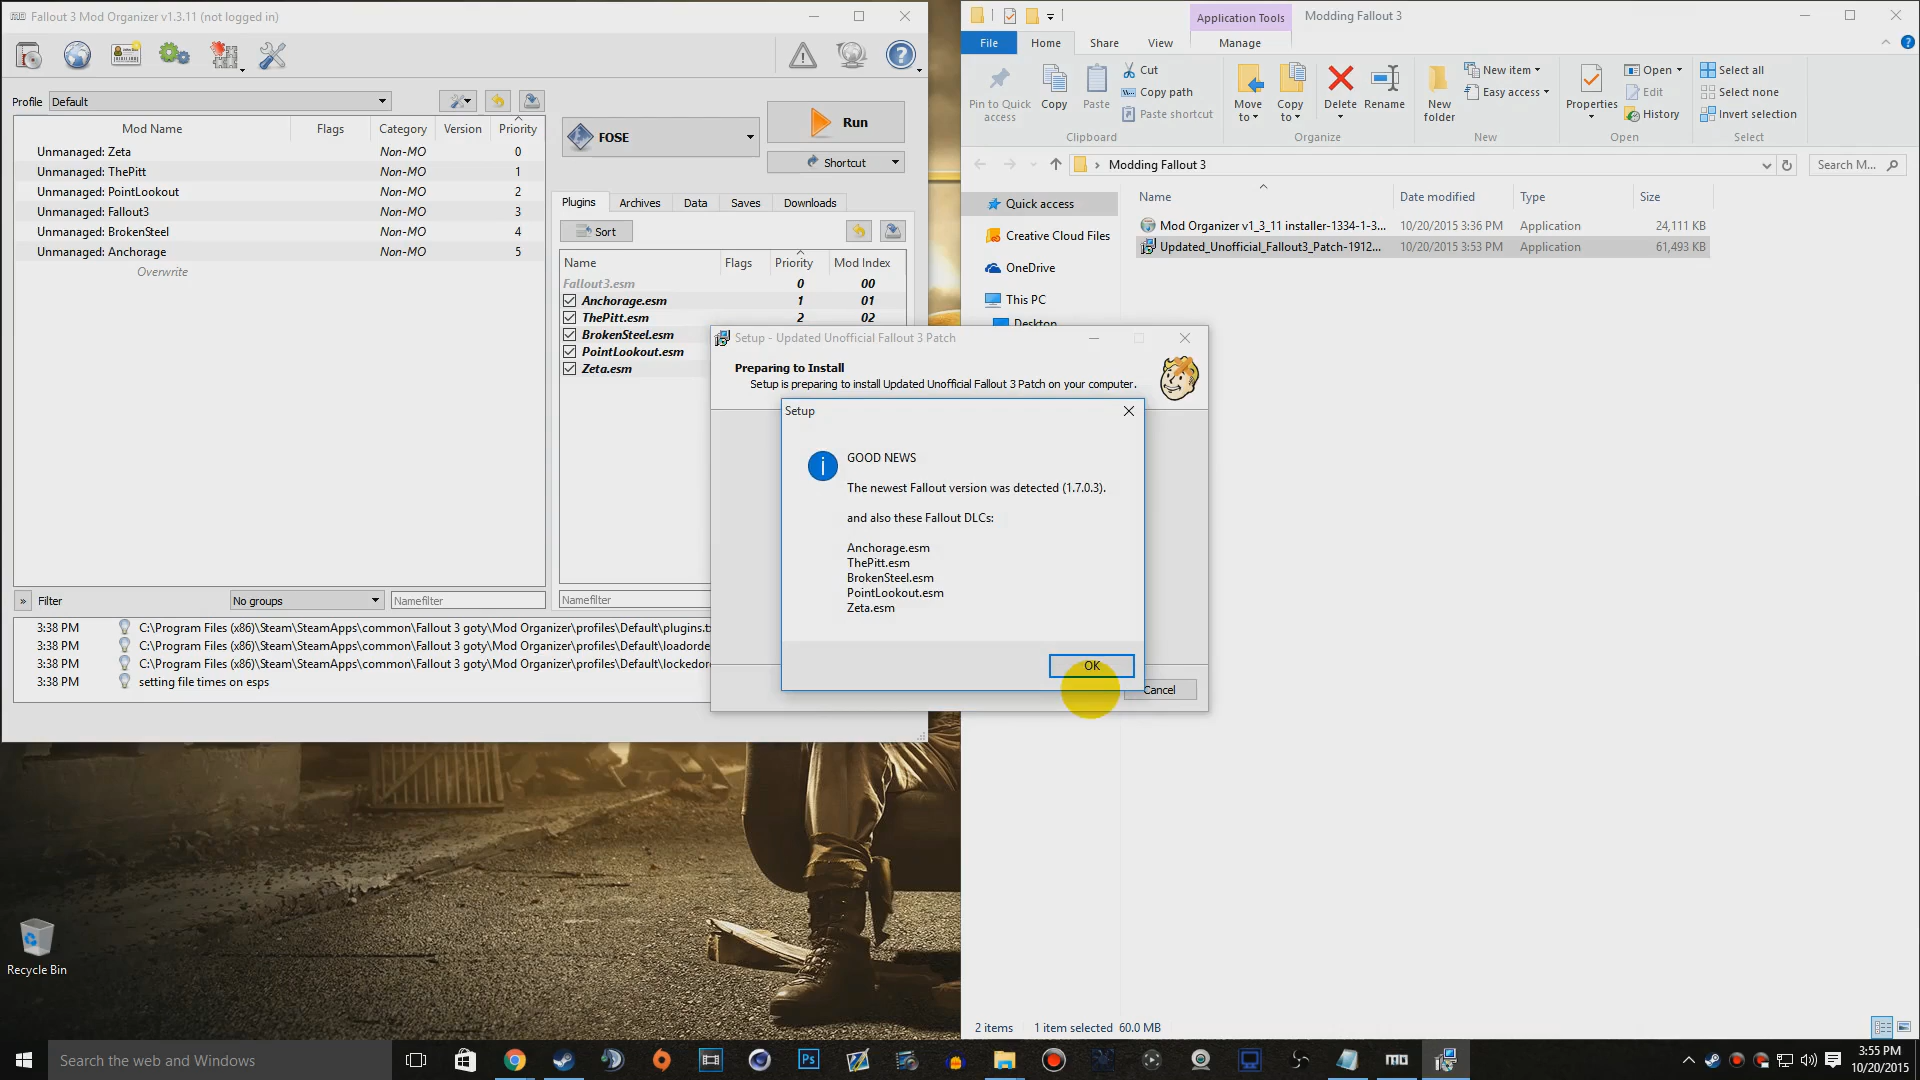 Fallout 3 Mod Organizer v1.3.11 (not logged in)
Profile
Default
Mod Name Flags Category Version Priority
Unmanaged: Zeta Non-MO 0
Unmanaged: ThePitt Non-MO 1
Unmanaged: PointLookout Non-MO 2
Unmanaged: Fallout3 Non-MO 3
Unmanaged: BrokenSteel Non-MO 4
Unmanaged: Anchorage Non-MO 5
Overwrite
» Filter
No groups
Namefilter
FOSE
Run
Shortcut
Plugins Archives Data Saves Downloads
Sort
Name Flags Priority Mod Index
Fallout3.esm 0 00
Anchorage.esm 1 01
ThePitt.esm 2 02
BrokenSteel.esm
PointLookout.esm
Zeta.esm
Namefilter
3:38 PM C:\Program Files (x86)\Steam\SteamApps\common\Fallout 3 goty\Mod Organizer\profiles\Default\plugins.t
3:38 PM C:\Program Files (x86)\Steam\SteamApps\common\Fallout 3 goty\Mod Organizer\profiles\Default\loadorde
3:38 PM C:\Program Files (x86)\Steam\SteamApps\common\Fallout 3 goty\Mod Organizer\profiles\Default\lockedor
3:38 PM setting file times on esps
Setup - Updated Unofficial Fallout 3 Patch
Preparing to Install
Setup is preparing to install Updated Unofficial Fallout 3 Patch on your computer.
Cancel
Setup
GOOD NEWS
The newest Fallout version was detected (1.7.0.3).
and also these Fallout DLCs:
Anchorage.esm
ThePitt.esm
BrokenSteel.esm
PointLookout.esm
Zeta.esm
OK
Application Tools
Modding Fallout 3
File Home Share View Manage
Pin to Quick access
Copy
Paste
Cut
Copy path
Paste shortcut
Clipboard
Move to
Copy to
Delete
Rename
Organize
New folder
New item
Easy access
New
Properties
Open
Edit
History
Open
Select all
Select none
Invert selection
Select
Modding Fallout 3
Search M...
Quick access
Creative Cloud Files
OneDrive
This PC
Desktop
Name Date modified Type Size
Mod Organizer v1_3_11 installer-1334-1-3... 10/20/2015 3:36 PM Application 24,111 KB
Updated_Unofficial_Fallout3_Patch-1912... 10/20/2015 3:53 PM Application 61,493 KB
2 items 1 item selected 60.0 MB
Recycle Bin
Search the web and Windows
Ps
MO
3:55 PM
10/20/2015